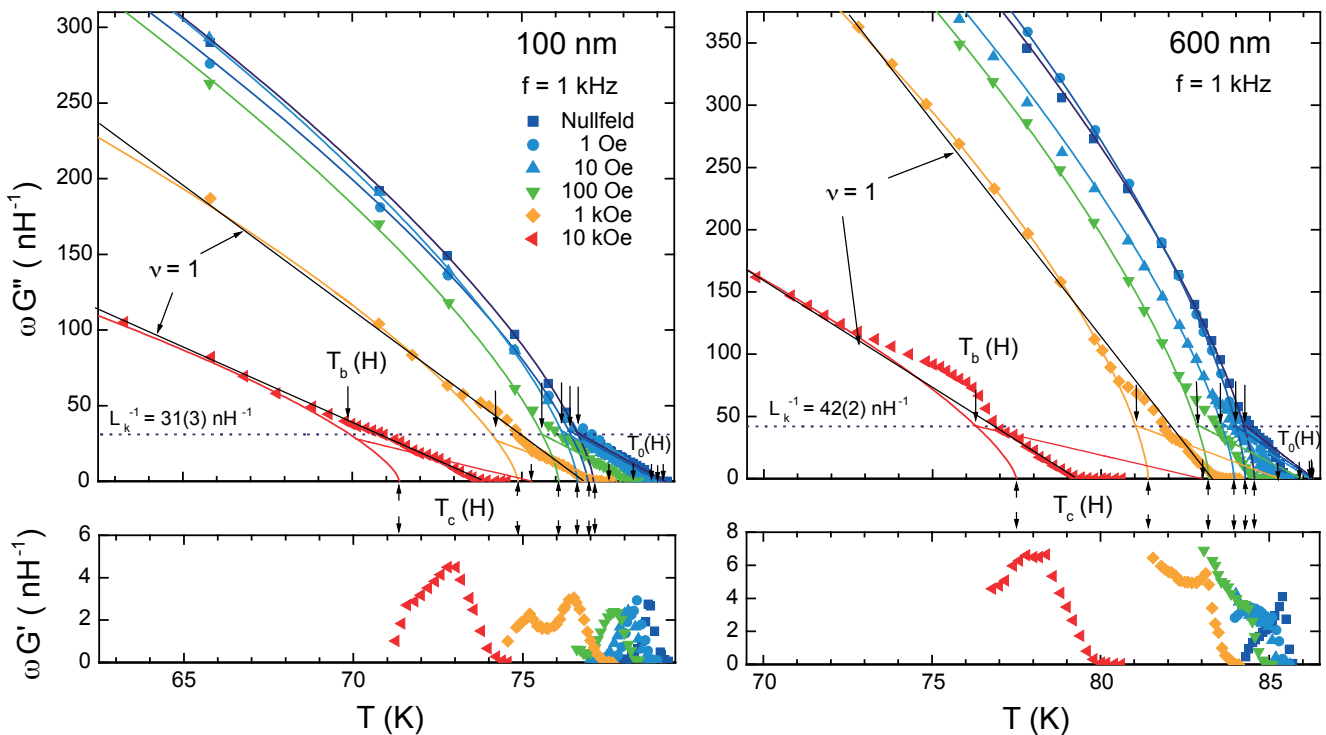 300
250
200
150
100
50
0
ω G'' ( nH⁻¹)
100 nm
f = 1 kHz
Nullfeld
1 Oe
10 Oe
100 Oe
1 kOe
10 kOe
ν = 1
T_b (H)
L_k⁻¹ = 31(3) nH⁻¹
T_0(H)
T_c (H)
6
4
2
0
ω G' ( nH⁻¹)
65
70
75
T (K)
350
300
250
200
150
100
50
0
600 nm
f = 1 kHz
ν = 1
T_b (H)
L_k⁻¹ = 42(2) nH⁻¹
T_0(H)
T_c (H)
8
6
4
2
0
70
75
80
85
T (K)